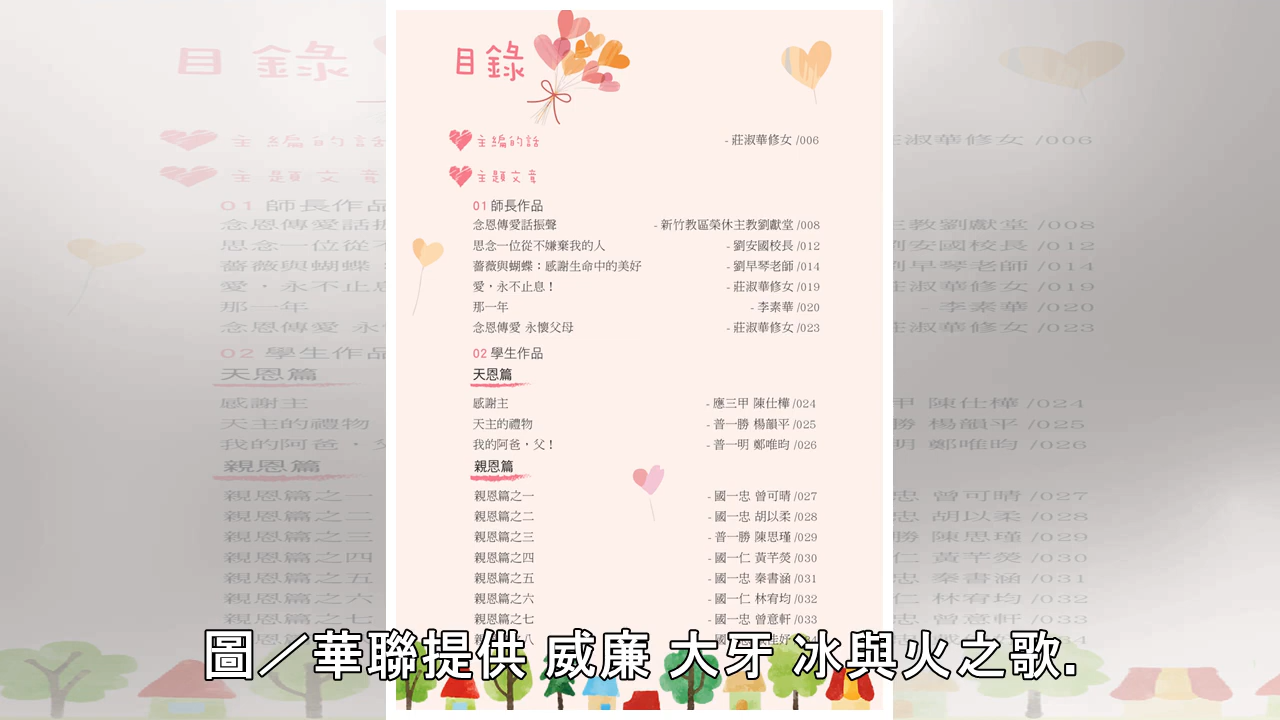 目錄
主編的話 - 莊淑華修女 /006
主題文章
01 師長作品
念恩傳愛話振聲 - 新竹教區榮休主教劉獻堂 /008
思念一位從不嫌棄我的人 - 劉安國校長 /012
薔薇與蝴蝶：感謝生命中的美好 - 劉早琴老師 /014
愛，永不止息！ - 莊淑華修女 /019
那一年 - 李素華 /020
念恩傳愛 永懷父母 - 莊淑華修女 /023
02 學生作品
天恩篇
感謝主 - 應三甲 陳仕樺 /024
天主的禮物 - 普一勝 楊韻平 /025
我的阿爸，父！ - 普一明 鄭唯昀 /026
親恩篇
親恩篇之一 - 國一忠 曾可晴 /027
親恩篇之二 - 國一忠 胡以柔 /028
親恩篇之三 - 普一勝 陳思瑾 /029
親恩篇之四 - 國一仁 黃芊熒 /030
親恩篇之五 - 國一忠 秦書涵 /031
親恩篇之六 - 國一仁 林宥均 /032
親恩篇之七 - 國一忠 曾意軒 /033
圖／華聯提供 威廉 大牙 冰與火之歌.